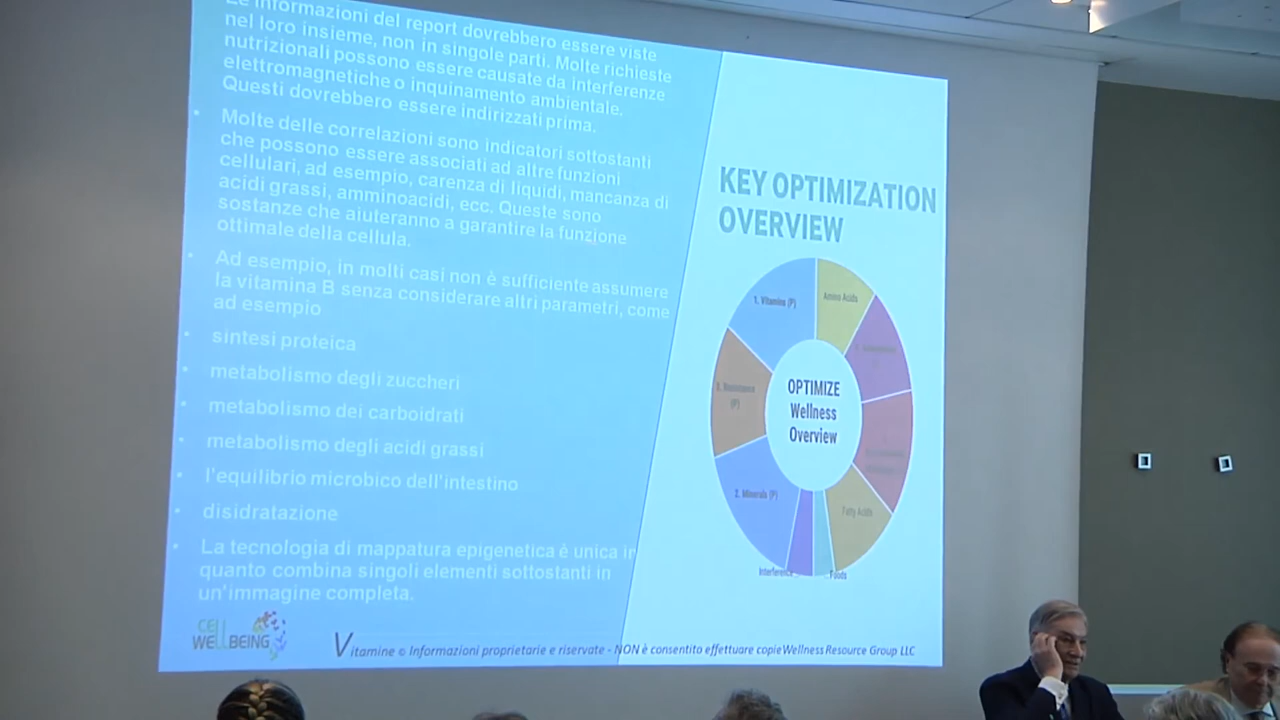 Le informazioni del report dovrebbero essere viste
nel loro insieme, non in singole parti. Molte richieste
nutrizionali possono essere causate da interferenze
elettromagnetiche o inquinamento ambientale.
Questi dovrebbero essere indirizzati prima.
• Molte delle correlazioni sono indicatori sottostanti
che possono essere associati ad altre funzioni
cellulari, ad esempio, carenza di liquidi, mancanza di
acidi grassi, amminoacidi, ecc. Queste sono
sostanze che aiuteranno a garantire la funzione
ottimale della cellula.
• Ad esempio, in molti casi non è sufficiente assumere
la vitamina B senza considerare altri parametri, come
ad esempio
• sintesi proteica
• metabolismo degli zuccheri
• metabolismo dei carboidrati
• metabolismo degli acidi grassi
• l'equilibrio microbico dell'intestino
• disidratazione
• La tecnologia di mappatura epigenetica è unica in
quanto combina singoli elementi sottostanti in
un'immagine completa.
KEY OPTIMIZATION
OVERVIEW
1. Vitamins (P)
Amino Acids
(P)
2. Minerals (P)
Fatty Acids
Interference
Foods
OPTIMIZE
Wellness
Overview
CELL
WELLBEING
Vitamine © Informazioni proprietarie e riservate - NON è consentito effettuare copie Wellness Resource Group LLC